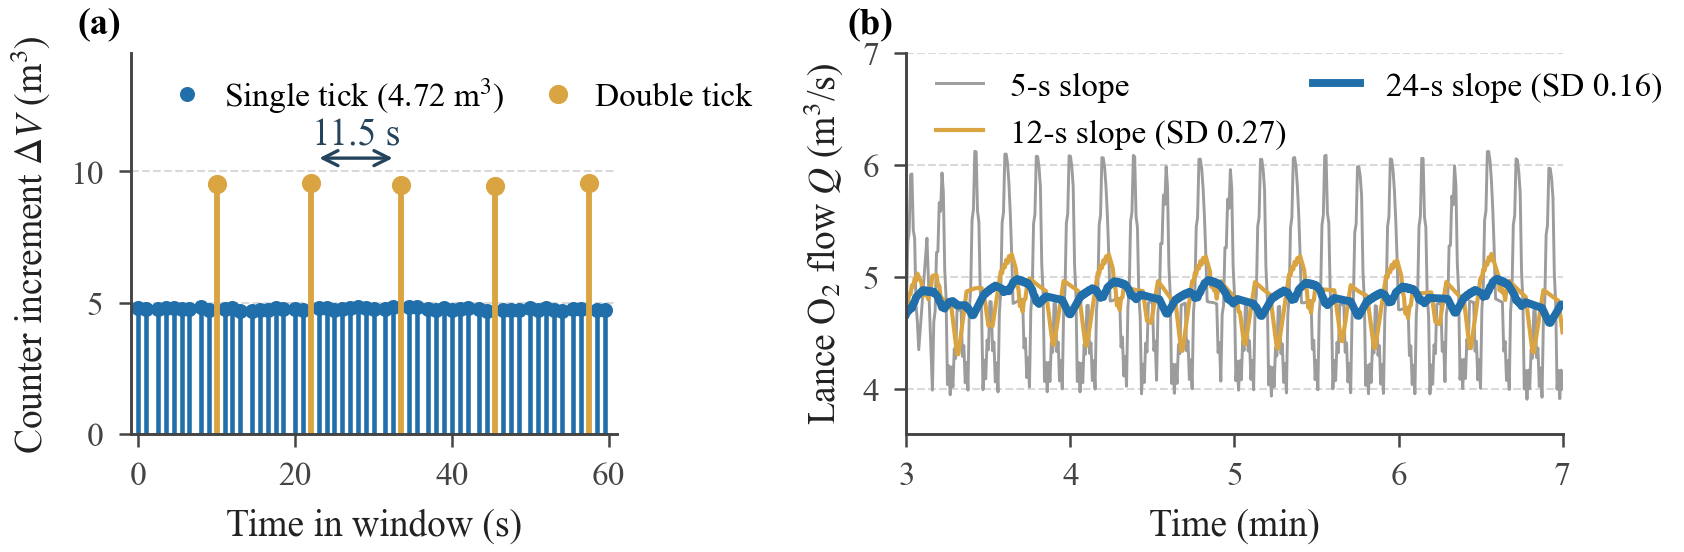 (a)
Counter increment Δ V (m³)
Single tick (4.72 m³)
Double tick
11.5 s
10
5
0
0 20 40 60
Time in window (s)
(b)
Lance O₂ flow Q (m³/s)
5-s slope
12-s slope (SD 0.27)
24-s slope (SD 0.16)
7
6
5
4
3 4 5 6 7
Time (min)